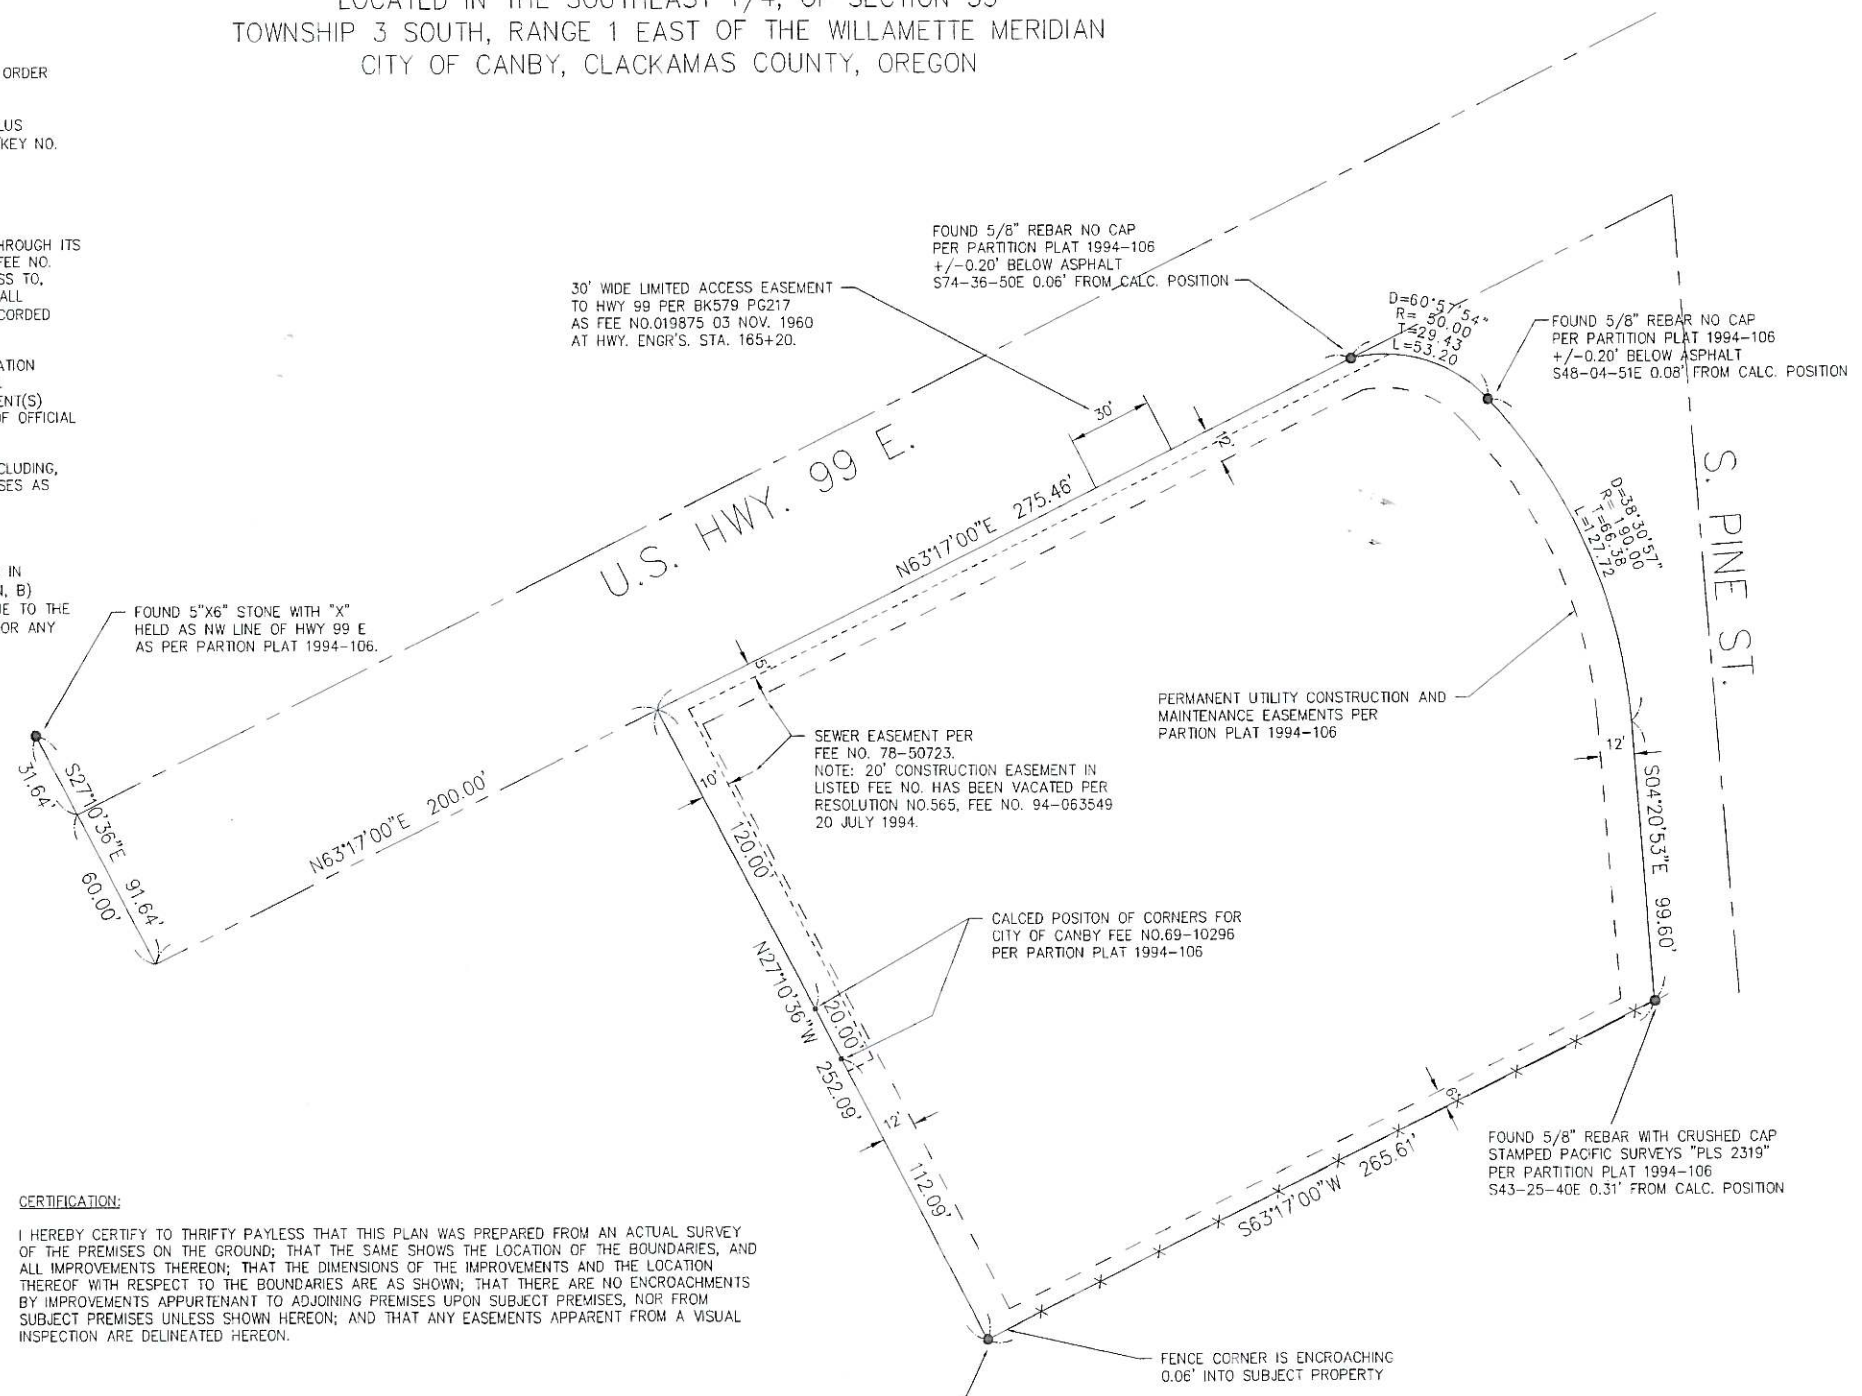 LOCATED IN THE SOUTHEAST 1/4, OF SECTION 33
TOWNSHIP 3 SOUTH, RANGE 1 EAST OF THE WILLAMETTE MERIDIAN
CITY OF CANBY, CLACKAMAS COUNTY, OREGON
ORDER
LUS
KEY NO.
HROUGH ITS
FEE NO.
SS TO,
ALL
CORDED
ATION
ENT(S)
OF OFFICIAL
CLUDING,
SES AS
IN
N, B)
E TO THE
OR ANY
FOUND 5/8" REBAR NO CAP
PER PARTITION PLAT 1994-106
+/-0.20' BELOW ASPHALT
S74-36-50E 0.06' FROM CALC. POSITION
30' WIDE LIMITED ACCESS EASEMENT
TO HWY 99 PER BK579 PG217
AS FEE NO.019875 03 NOV. 1960
AT HWY. ENGR'S. STA. 165+20.
D=60°57'54"
R= 50.00
T=29.43
L=53.20
FOUND 5/8" REBAR NO CAP
PER PARTITION PLAT 1994-106
+/-0.20' BELOW ASPHALT
S48-04-51E 0.08' FROM CALC. POSITION
30'
12'
U.S. HWY. 99 E.
N63°17'00"E 275.46'
S. PINE ST.
D=38°30'57"
R= 190.00
T=66.38
L=127.72
FOUND 5"X6" STONE WITH "X"
HELD AS NW LINE OF HWY 99 E
AS PER PARTION PLAT 1994-106.
5'
PERMANENT UTILITY CONSTRUCTION AND
MAINTENANCE EASEMENTS PER
PARTION PLAT 1994-106
SEWER EASEMENT PER
FEE NO. 78-50723.
NOTE: 20' CONSTRUCTION EASEMENT IN
LISTED FEE NO. HAS BEEN VACATED PER
RESOLUTION NO.565, FEE NO. 94-063549
20 JULY 1994.
12'
S04°20'53"E 99.60'
31.64'
S27°10'36"E 91.64'
60.00'
N63°17'00"E 200.00'
10'
120.00'
CALCED POSITON OF CORNERS FOR
CITY OF CANBY FEE NO.69-10296
PER PARTION PLAT 1994-106
N27°10'36"W 252.09'
20.00'
12'
112.09'
6'
S63°17'00"W 265.61'
FOUND 5/8" REBAR WITH CRUSHED CAP
STAMPED PACIFIC SURVEYS "PLS 2319"
PER PARTITION PLAT 1994-106
S43-25-40E 0.31' FROM CALC. POSITION
CERTIFICATION:
I HEREBY CERTIFY TO THRIFTY PAYLESS THAT THIS PLAN WAS PREPARED FROM AN ACTUAL SURVEY
OF THE PREMISES ON THE GROUND; THAT THE SAME SHOWS THE LOCATION OF THE BOUNDARIES, AND
ALL IMPROVEMENTS THEREON; THAT THE DIMENSIONS OF THE IMPROVEMENTS AND THE LOCATION
THEREOF WITH RESPECT TO THE BOUNDARIES ARE AS SHOWN; THAT THERE ARE NO ENCROACHMENTS
BY IMPROVEMENTS APPURTENANT TO ADJOINING PREMISES UPON SUBJECT PREMISES, NOR FROM
SUBJECT PREMISES UNLESS SHOWN HEREON; AND THAT ANY EASEMENTS APPARENT FROM A VISUAL
INSPECTION ARE DELINEATED HEREON.
FENCE CORNER IS ENCROACHING
0.06' INTO SUBJECT PROPERTY